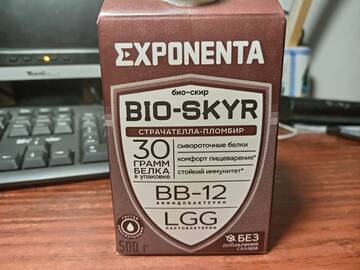 EXPONENTA
био-скир
BIO-SKYR
СТРАЧАТЕЛЛА-ПЛОМБИР
30
ГРАММ
БЕЛКА
в упаковке
сывороточные белки
комфорт пищеварения*
стойкий иммунитет*
BB-12
БИФИДОБАКТЕРИИ
LGG
ЛАКТОБАКТЕРИИ
500 г
БЕЗ
добавления
сахара